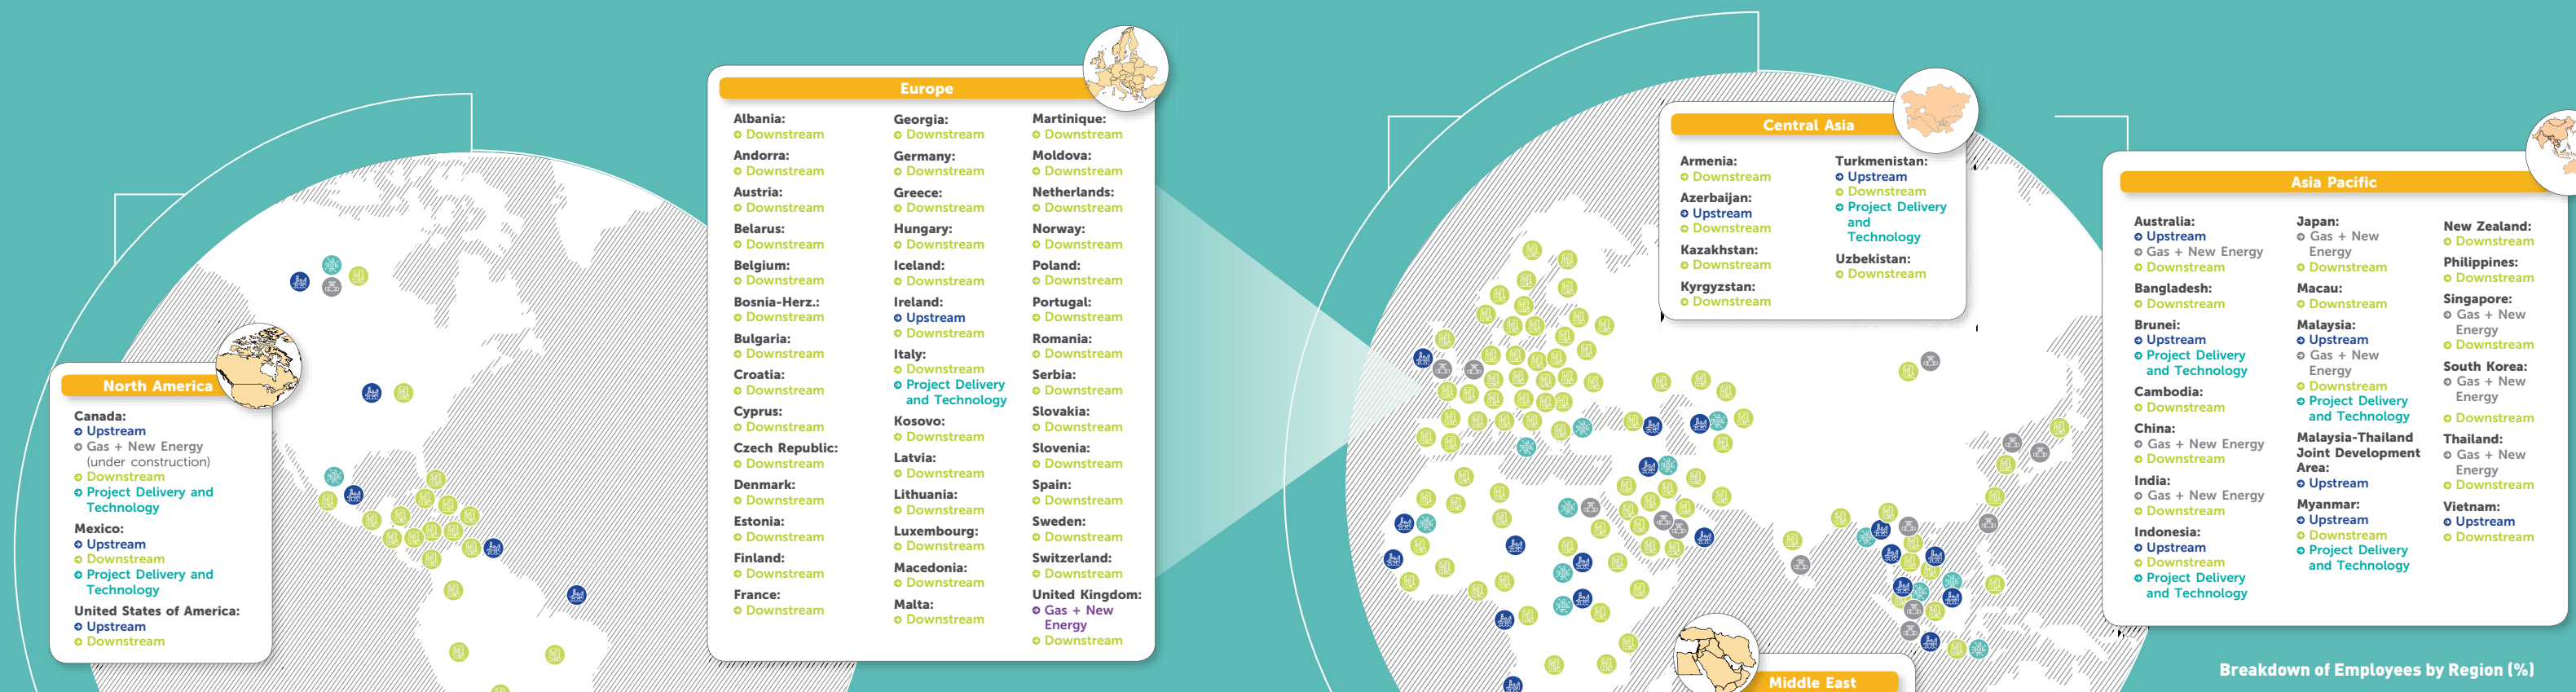 North America
Canada:
Upstream
Gas + New Energy
(under construction)
Downstream
Project Delivery and
Technology
Mexico:
Upstream
Downstream
Project Delivery and
Technology
United States of America:
Upstream
Downstream
Europe
Albania:
Downstream
Andorra:
Downstream
Austria:
Downstream
Belarus:
Downstream
Belgium:
Downstream
Bosnia-Herz.:
Downstream
Bulgaria:
Downstream
Croatia:
Downstream
Cyprus:
Downstream
Czech Republic:
Downstream
Denmark:
Downstream
Estonia:
Downstream
Finland:
Downstream
France:
Downstream
Georgia:
Downstream
Germany:
Downstream
Greece:
Downstream
Hungary:
Downstream
Iceland:
Downstream
Ireland:
Upstream
Downstream
Italy:
Downstream
Project Delivery
and Technology
Kosovo:
Downstream
Latvia:
Downstream
Lithuania:
Downstream
Luxembourg:
Downstream
Macedonia:
Downstream
Malta:
Downstream
Martinique:
Downstream
Moldova:
Downstream
Netherlands:
Downstream
Norway:
Downstream
Poland:
Downstream
Portugal:
Downstream
Romania:
Downstream
Serbia:
Downstream
Slovakia:
Downstream
Slovenia:
Downstream
Spain:
Downstream
Sweden:
Downstream
Switzerland:
Downstream
United Kingdom:
Gas + New
Energy
Downstream
Central Asia
Armenia:
Downstream
Azerbaijan:
Upstream
Downstream
Kazakhstan:
Downstream
Kyrgyzstan:
Downstream
Turkmenistan:
Upstream
Downstream
Project Delivery
and
Technology
Uzbekistan:
Downstream
Middle East
Asia Pacific
Australia:
Upstream
Gas + New Energy
Downstream
Bangladesh:
Downstream
Brunei:
Upstream
Project Delivery
and Technology
Cambodia:
Downstream
China:
Gas + New Energy
Downstream
India:
Gas + New Energy
Downstream
Indonesia:
Upstream
Downstream
Project Delivery
and Technology
Japan:
Gas + New
Energy
Downstream
Macau:
Downstream
Malaysia:
Upstream
Gas + New
Energy
Downstream
Project Delivery
and Technology
Malaysia-Thailand
Joint Development
Area:
Upstream
Myanmar:
Upstream
Downstream
Project Delivery
and Technology
New Zealand:
Downstream
Philippines:
Downstream
Singapore:
Gas + New
Energy
Downstream
South Korea:
Gas + New
Energy
Downstream
Thailand:
Gas + New
Energy
Downstream
Vietnam:
Upstream
Downstream
Breakdown of Employees by Region (%)